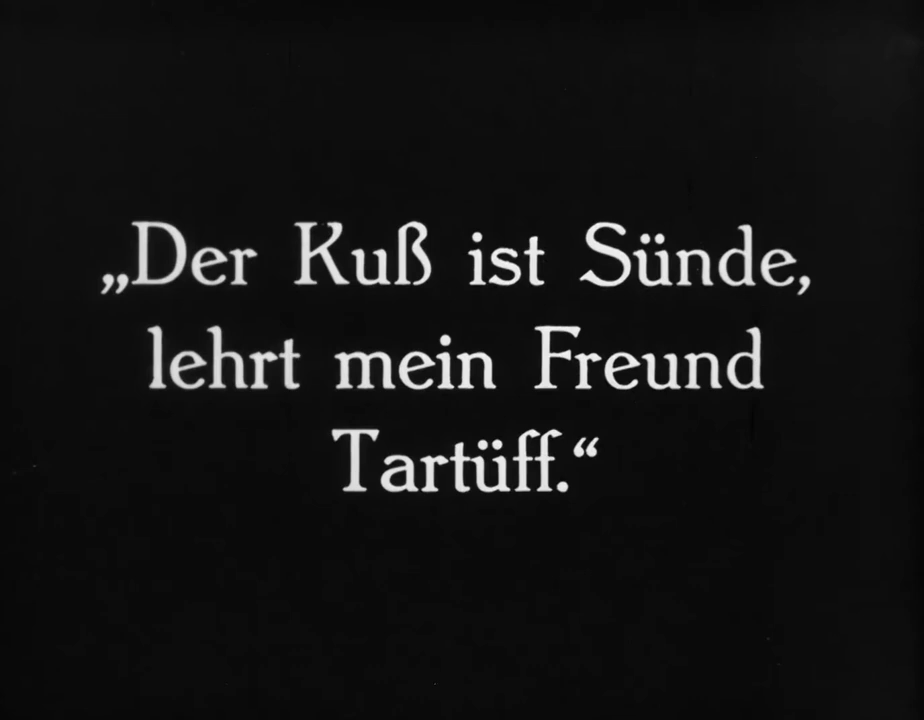 „Der Kuß ist Sünde,
lehrt mein Freund
Tartüff.“